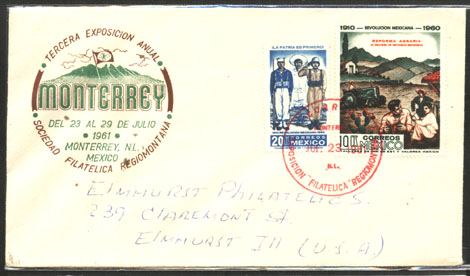 TERCERA EXPOSICION ANUAL
MONTERREY
DEL 23 AL 29 DE JULIO
1961
MONTERREY, N.L.,
MEXICO
SOCIEDAD FILATELICA REGIOMONTANA
¡LA PATRIA ES PRIMERO!
20 CORREOS
MEXICO
1910 - REVOLUCION MEXICANA - 1960
REFORMA AGRARIA
10 CORREOS
MEXICO
23 1961
N.L.
EXPOSICION FILATELICA REGIOMONTANA
Elmhurst Philatelics
239 Claremont St.
Elmhurst Ill (U.S.A)